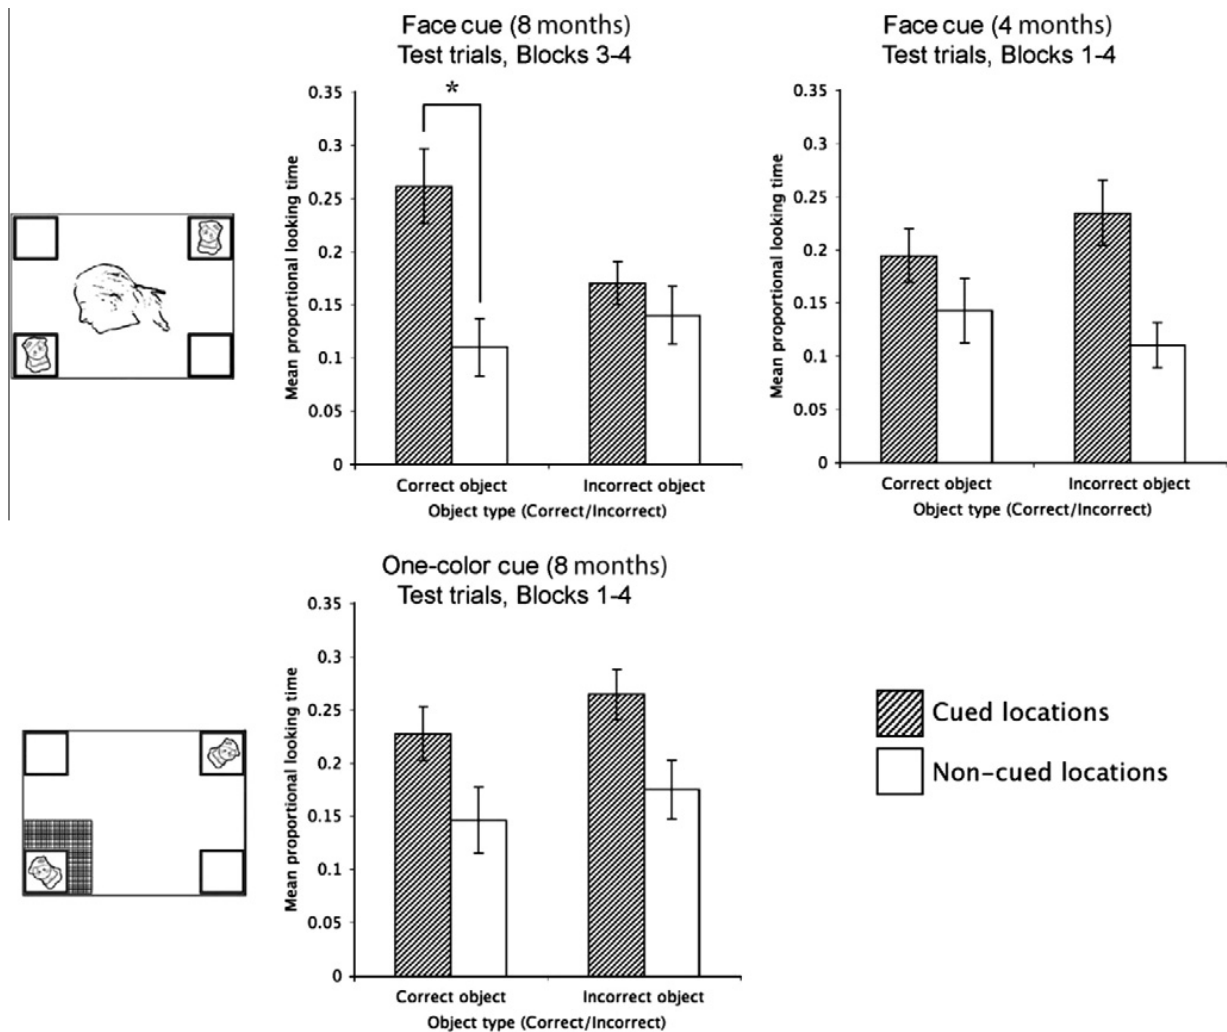 Face cue (8 months)
Test trials, Blocks 3-4
Mean proportional looking time
0.35
0.3
0.25
0.2
0.15
0.1
0.05
0
*
Correct object
Incorrect object
Object type (Correct/Incorrect)
Face cue (4 months)
Test trials, Blocks 1-4
Mean proportional looking time
0.35
0.3
0.25
0.2
0.15
0.1
0.05
0
Correct object
Incorrect object
Object type (Correct/Incorrect)
One-color cue (8 months)
Test trials, Blocks 1-4
Mean proportional looking time
0.35
0.3
0.25
0.2
0.15
0.1
0.05
0
Correct object
Incorrect object
Object type (Correct/Incorrect)
Cued locations
Non-cued locations